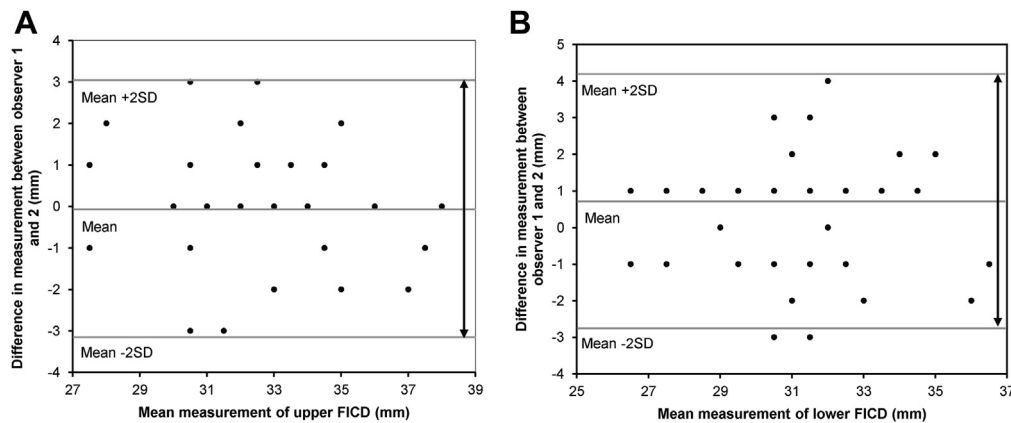 A
Difference in measurement between observer 1
and 2 (mm)
4
3
2
1
0
-1
-2
-3
-4
Mean +2SD
Mean
Mean -2SD
27 29 31 33 35 37 39
Mean measurement of upper FICD (mm)
B
Difference in measurement between
observer 1 and 2 (mm)
5
4
3
2
1
0
-1
-2
-3
-4
Mean +2SD
Mean
Mean -2SD
25 27 29 31 33 35 37
Mean measurement of lower FICD (mm)